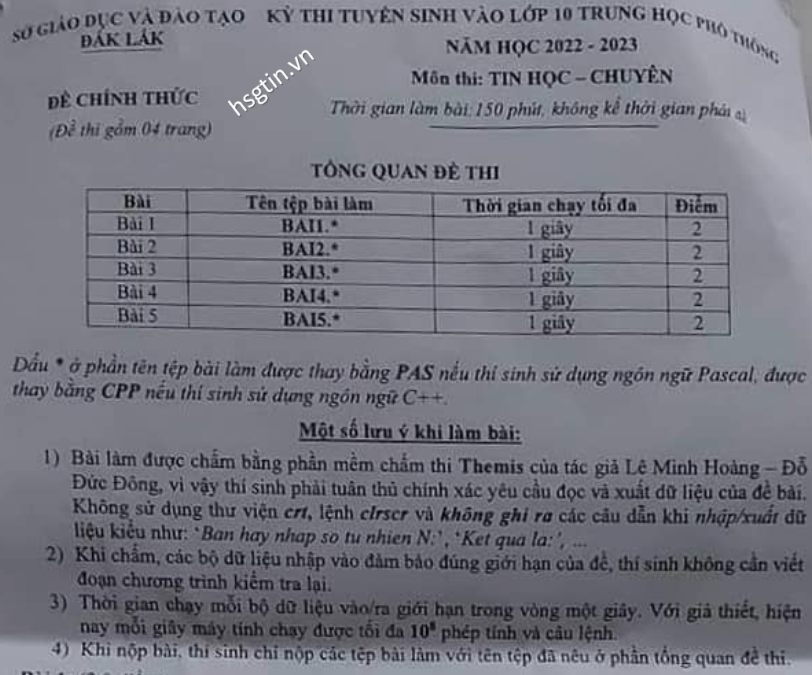 SỞ GIÁO DỤC VÀ ĐÀO TẠO KỲ THI TUYỂN SINH VÀO LỚP 10 TRUNG HỌC PHỔ THÔNG
ĐẮK LẮK NĂM HỌC 2022 - 2023
hsgtin.vn
Môn thi: TIN HỌC – CHUYÊN
ĐỀ CHÍNH THỨC Thời gian làm bài: 150 phút, không kể thời gian phát
(Đề thi gồm 04 trang)
TỔNG QUAN ĐỀ THI
Bài Tên tệp bài làm Thời gian chạy tối đa Điểm
Bài 1 BAI1.* 1 giây 2
Bài 2 BAI2.* 1 giây 2
Bài 3 BAI3.* 1 giây 2
Bài 4 BAI4.* 1 giây 2
Bài 5 BAI5.* 1 giây 2
Dấu * ở phần tên tệp bài làm được thay bằng PAS nếu thí sinh sử dụng ngôn ngữ Pascal, được
thay bằng CPP nếu thí sinh sử dụng ngôn ngữ C++.
Một số lưu ý khi làm bài:
1) Bài làm được chấm bằng phần mềm chấm thi Themis của tác giả Lê Minh Hoàng – Đỗ
Đức Đông, vì vậy thí sinh phải tuân thủ chính xác yêu cầu đọc và xuất dữ liệu của đề bài.
Không sử dụng thư viện crt, lệnh clrscr và không ghi ra các câu dẫn khi nhập/xuất dữ
liệu kiểu như: ‘Ban hay nhap so tu nhien N:’, ‘Ket qua la:’, ...
2) Khi chấm, các bộ dữ liệu nhập vào đảm bảo đúng giới hạn của đề, thí sinh không cần viết
đoạn chương trình kiểm tra lại.
3) Thời gian chạy mỗi bộ dữ liệu vào/ra giới hạn trong vòng một giây. Với giả thiết, hiện
nay mỗi giây máy tính chạy được tối đa 10⁸ phép tính và câu lệnh.
4) Khi nộp bài, thí sinh chỉ nộp các tệp bài làm với tên tệp đã nêu ở phần tổng quan đề thi.